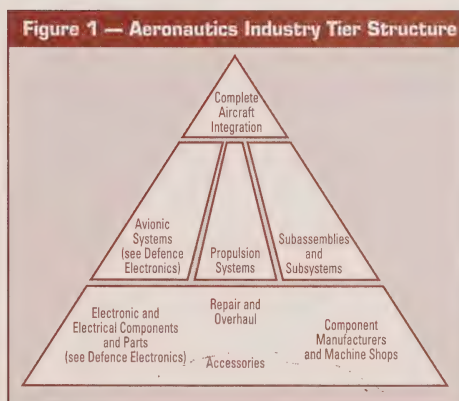 Figure 1 — Aeronautics Industry Tier Structure
Complete
Aircraft
Integration
Avionic
Systems
(see Defence
Electronics)
Propulsion
Systems
Subassemblies
and
Subsystems
Electronic and
Electrical Components
and Parts
(see Defence Electronics)
Repair and
Overhaul
Accessories
Component
Manufacturers
and Machine Shops